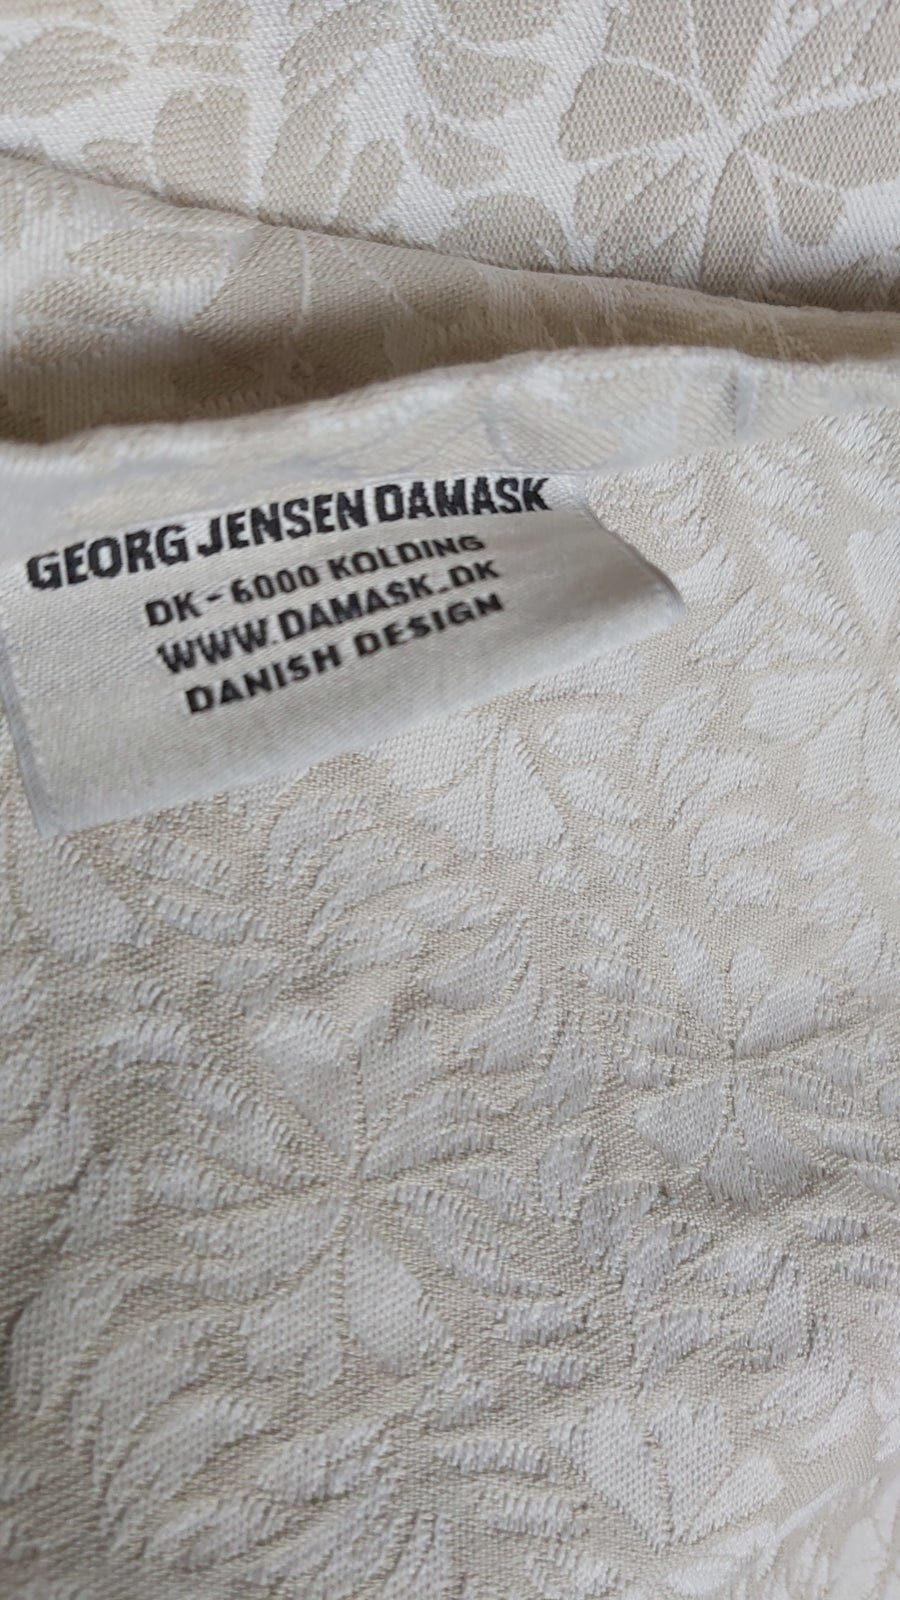 GEORG JENSEN DAMASK
DK-6000 KOLDING
WWW.DAMASK.DK
DANISH DESIGN